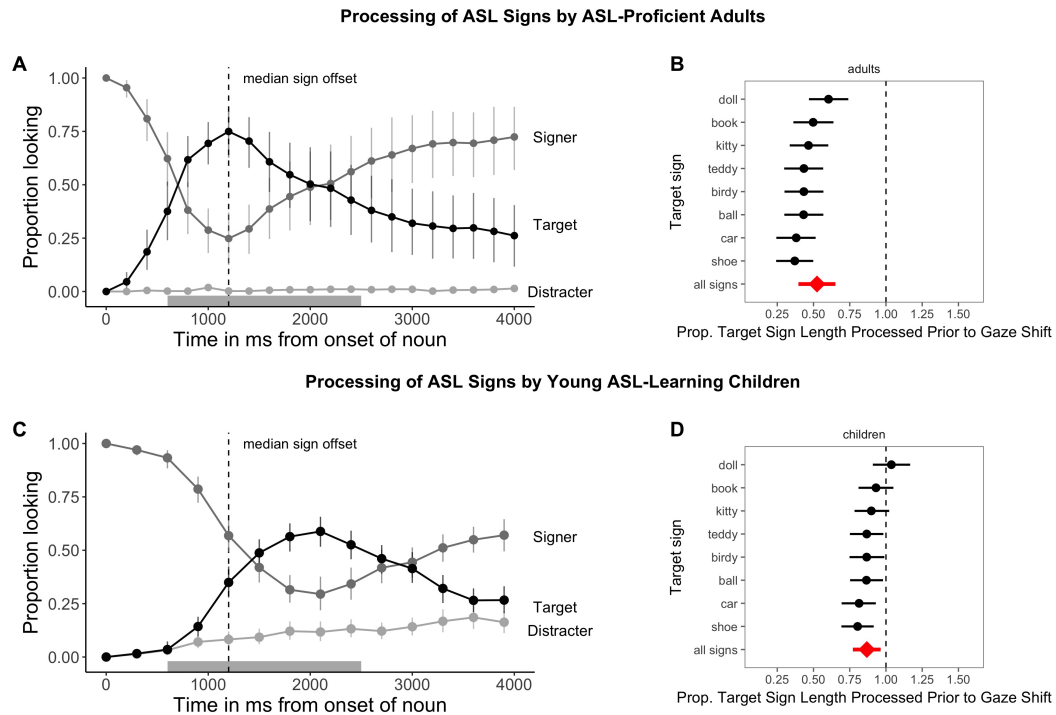 Processing of ASL Signs by ASL-Proficient Adults
A
Proportion looking
1.00
0.75
0.50
0.25
0.00
median sign offset
Signer
Target
Distracter
0 1000 2000 3000 4000
Time in ms from onset of noun
B
adults
Target sign
doll
book
kitty
teddy
birdy
ball
car
shoe
all signs
0.25 0.50 0.75 1.00 1.25 1.50
Prop. Target Sign Length Processed Prior to Gaze Shift
Processing of ASL Signs by Young ASL-Learning Children
C
Proportion looking
1.00
0.75
0.50
0.25
0.00
median sign offset
Signer
Target
Distracter
0 1000 2000 3000 4000
Time in ms from onset of noun
D
children
Target sign
doll
book
kitty
teddy
birdy
ball
car
shoe
all signs
0.25 0.50 0.75 1.00 1.25 1.50
Prop. Target Sign Length Processed Prior to Gaze Shift